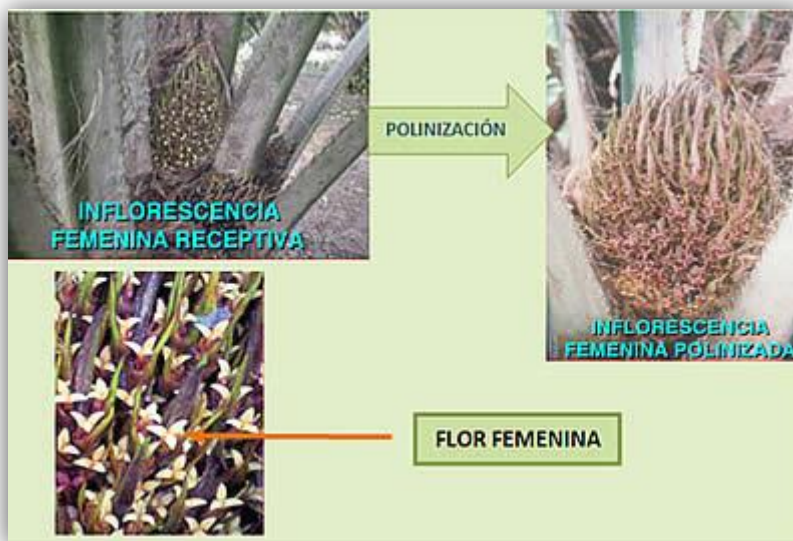 INFLORESCENCIA
FEMENINA RECEPTIVA
POLINIZACIÓN
INFLORESCENCIA
FEMENINA POLINIZADA
FLOR FEMENINA